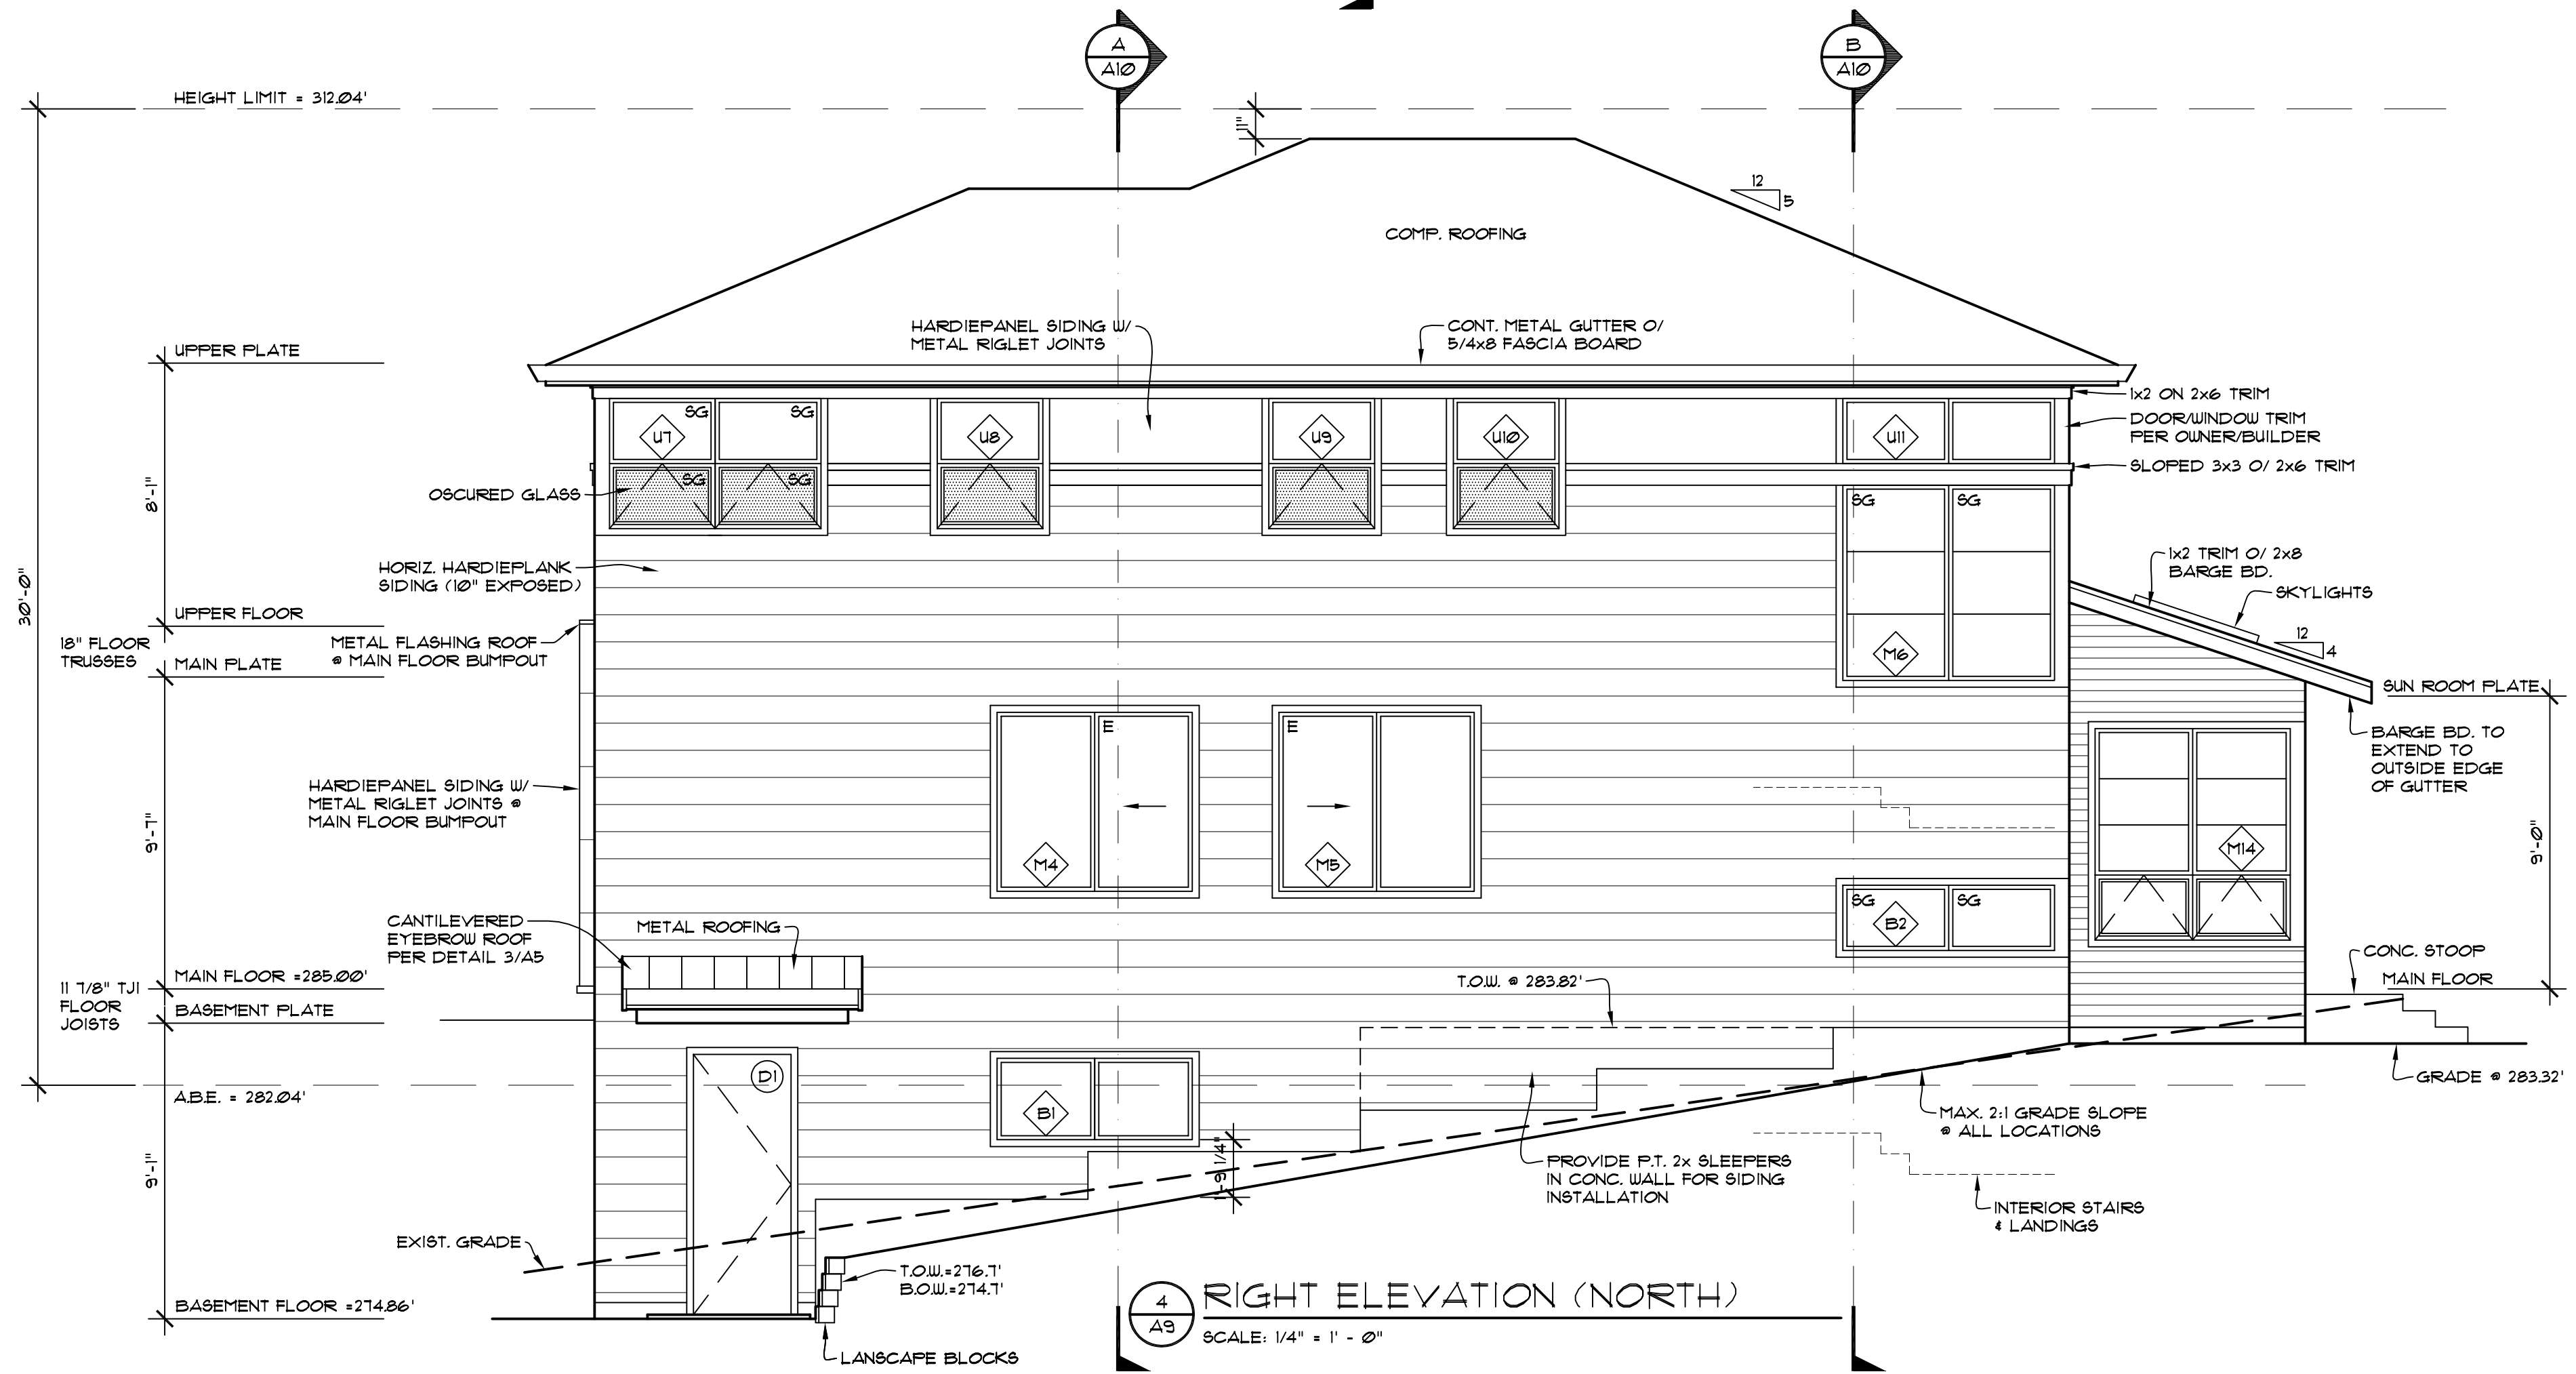 A
A10
B
A10
HEIGHT LIMIT = 312.04'
11"
12
5
COMP. ROOFING
HARDIEPANEL SIDING W/
METAL RIGLET JOINTS
CONT. METAL GUTTER O/
5/4x8 FASCIA BOARD
UPPER PLATE
1x2 ON 2x6 TRIM
DOOR/WINDOW TRIM
PER OWNER/BUILDER
SLOPED 3x3 O/ 2x6 TRIM
SG
SG
U7
U8
U9
U10
U11
SG
SG
OSCURED GLASS
8'-1"
SG
SG
HORIZ. HARDIEPLANK
SIDING (10" EXPOSED)
30'-0"
1x2 TRIM O/ 2x8
BARGE BD.
SKYLIGHTS
12
4
UPPER FLOOR
18" FLOOR
TRUSSES
METAL FLASHING ROOF
@ MAIN FLOOR BUMPOUT
MAIN PLATE
M6
SUN ROOM PLATE
E
E
BARGE BD. TO
EXTEND TO
OUTSIDE EDGE
OF GUTTER
HARDIEPANEL SIDING W/
METAL RIGLET JOINTS @
MAIN FLOOR BUMPOUT
9'-7"
9'-0"
M4
M5
M14
SG
SG
B2
CANTILEVERED
EYEBROW ROOF
PER DETAIL 3/A5
METAL ROOFING
CONC. STOOP
MAIN FLOOR =285.00'
MAIN FLOOR
11 7/8" TJI
FLOOR
JOISTS
T.O.W. @ 283.82'
BASEMENT PLATE
D1
GRADE @ 283.32'
A.B.E. = 282.04'
B1
MAX. 2:1 GRADE SLOPE
@ ALL LOCATIONS
9'-1"
1'-9 1/4"
PROVIDE P.T. 2x SLEEPERS
IN CONC. WALL FOR SIDING
INSTALLATION
INTERIOR STAIRS
& LANDINGS
EXIST. GRADE
T.O.W.=276.7'
B.O.W.=274.7'
BASEMENT FLOOR =274.86'
4
A9
RIGHT ELEVATION (NORTH)
SCALE: 1/4" = 1' - 0"
LANSCAPE BLOCKS